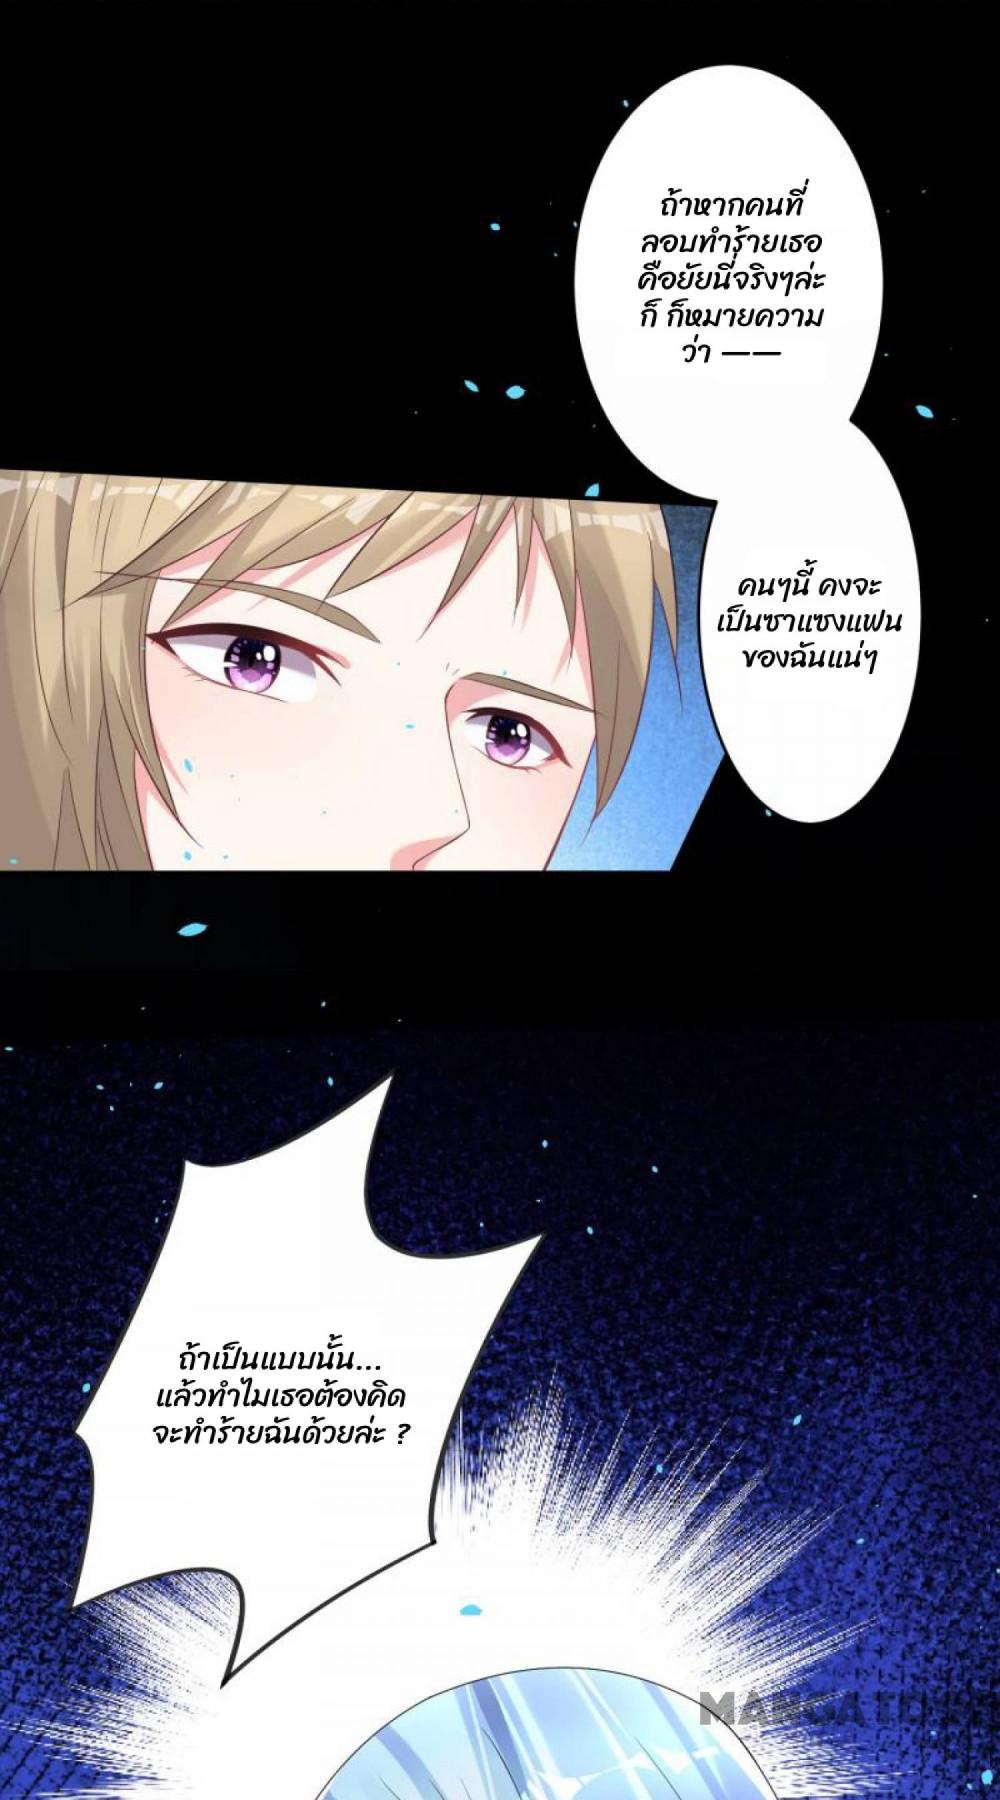 ถ้าหากคนที่
ลอบทำร้ายเธอ
คือยัยนี่จริงๆล่ะ
ก็ ก็หมายความ
ว่า ——
คนๆนี้ คงจะ
เป็นซาแซงแฟน
ของฉันแน่ๆ
ถ้าเป็นแบบนั้น...
แล้วทำไมเธอต้องคิด
จะทำร้ายฉันด้วยล่ะ ?